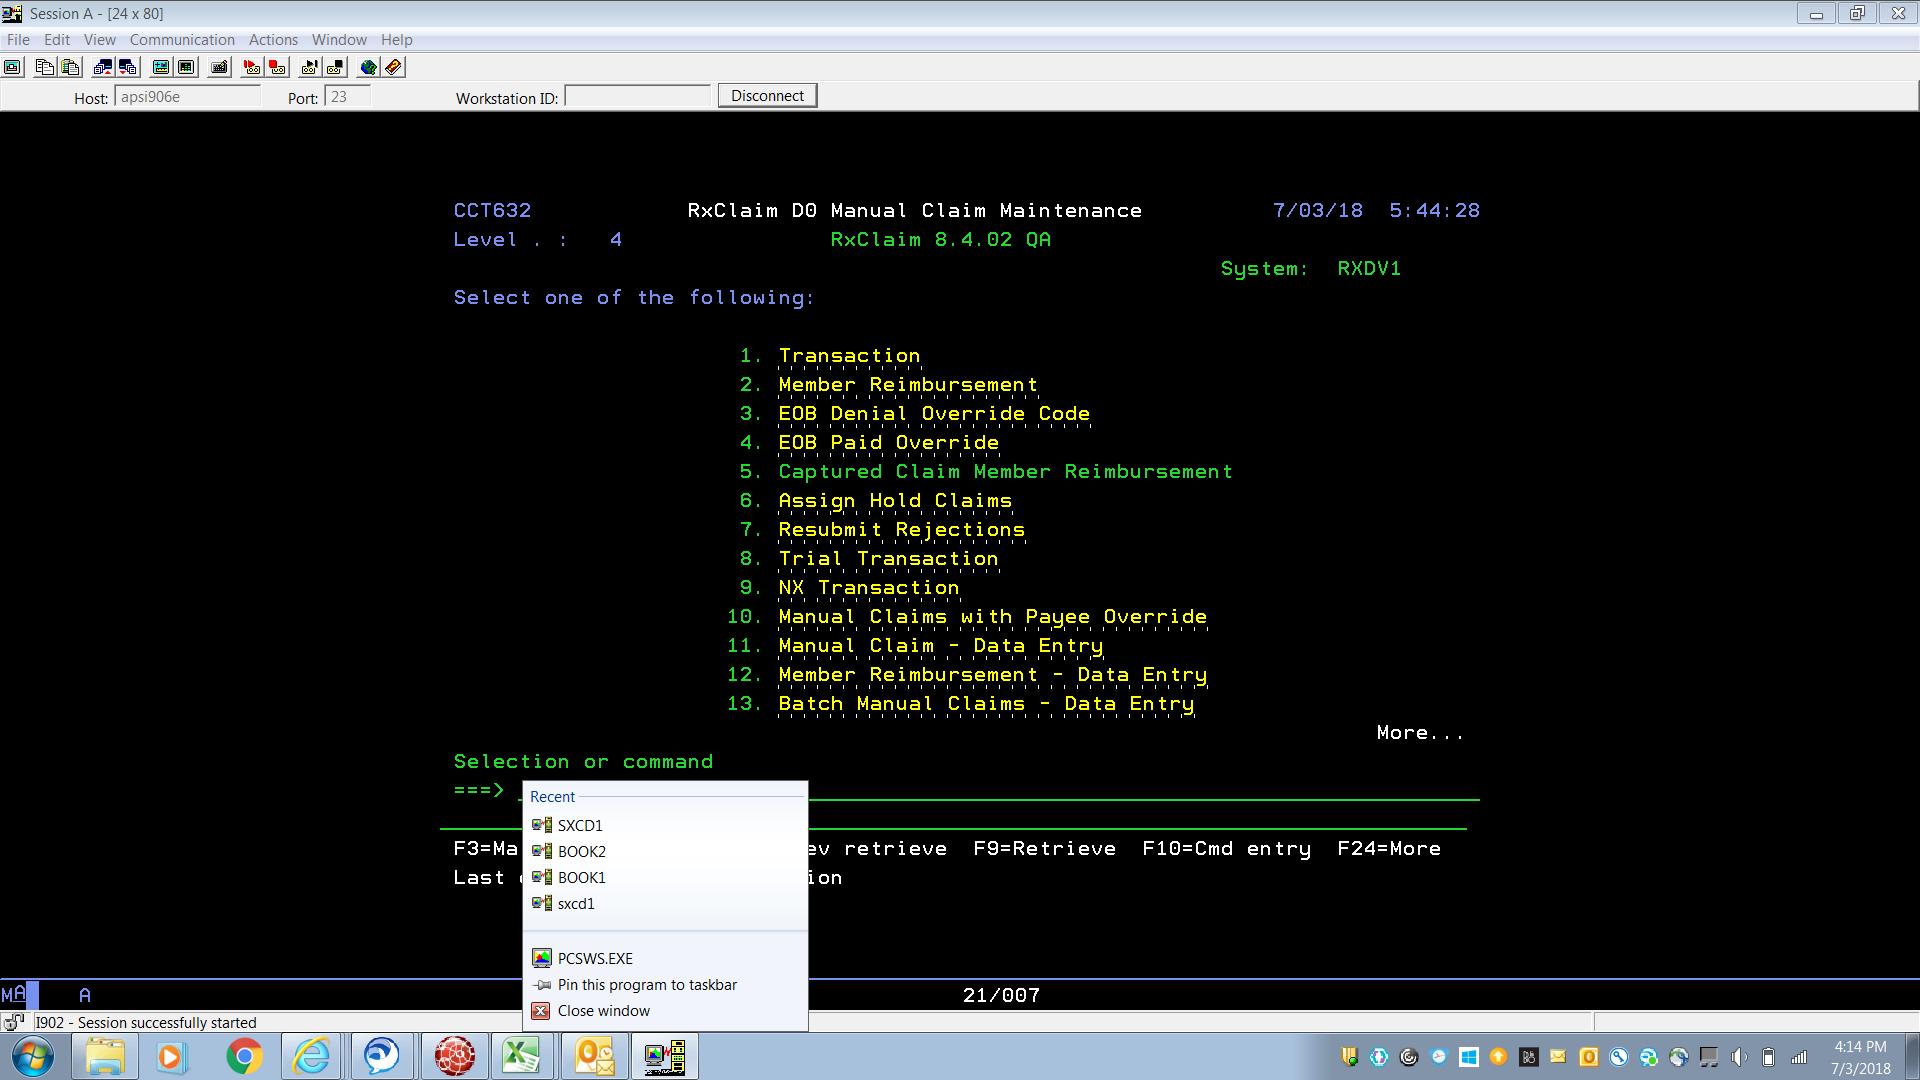 Session A - [24 x 80]
File Edit View Communication Actions Window Help
Host: apsi906e Port: 23 Workstation ID: Disconnect
CCT632 RxClaim D0 Manual Claim Maintenance 7/03/18 5:44:28
Level . : 4 RxClaim 8.4.02 QA
System: RXDV1
Select one of the following:
1. Transaction
2. Member Reimbursement
3. EOB Denial Override Code
4. EOB Paid Override
5. Captured Claim Member Reimbursement
6. Assign Hold Claims
7. Resubmit Rejections
8. Trial Transaction
9. NX Transaction
10. Manual Claims with Payee Override
11. Manual Claim - Data Entry
12. Member Reimbursement - Data Entry
13. Batch Manual Claims - Data Entry
More...
Selection or command
===>
Recent
SXCD1
BOOK2
BOOK1
sxcd1
PCSWS.EXE
Pin this program to taskbar
Close window
F3=Ma ev retrieve F9=Retrieve F10=Cmd entry F24=More
Last ion
MA A 21/007
I902 - Session successfully started
4:14 PM
7/3/2018